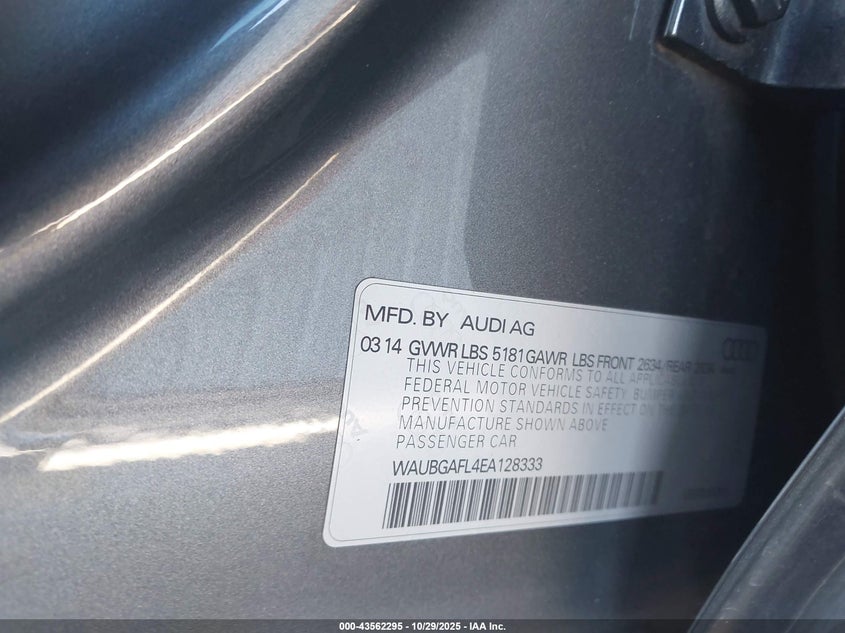 MFD. BY AUDI AG
03 14 GVWR LBS 5181 GAWR LBS FRONT 2634 / REAR
THIS VEHICLE CONFORMS TO ALL
FEDERAL MOTOR VEHICLE SAFETY, BUMPER
PREVENTION STANDARDS IN EFFECT ON
MANUFACTURE SHOWN ABOVE
PASSENGER CAR
WAUBGAFL4EA128333
000-43562295 - 10/29/2025 - IAA Inc.